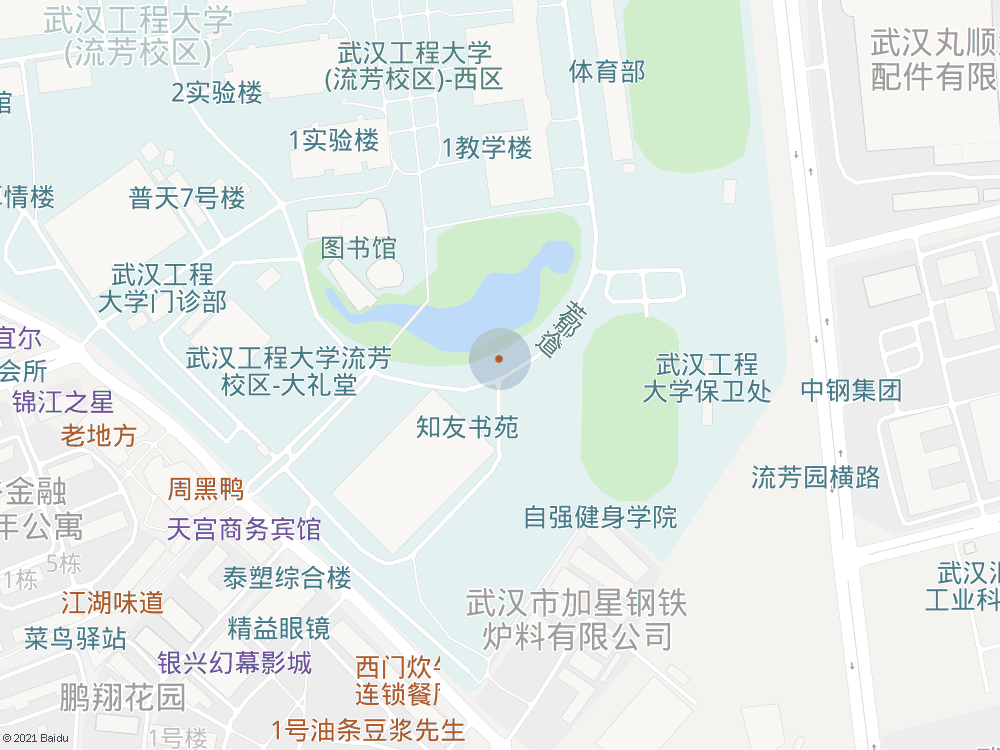 武汉工程大学
(流芳校区)
武汉工程大学
(流芳校区)-西区
体育部
武汉丸顺
配件有限
2实验楼
馆
1实验楼
1教学楼
情楼
普天7号楼
图书馆
武汉工程
大学门诊部
芳郁道
宜尔
会所
武汉工程大学流芳
校区-大礼堂
武汉工程
大学保卫处
中钢集团
锦江之星
老地方
知友书苑
流芳园横路
金融
年公寓
周黑鸭
天宫商务宾馆
自强健身学院
5栋
1栋
泰塑综合楼
武汉
工业科
江湖味道
武汉市加星钢铁
炉料有限公司
菜鸟驿站
精益眼镜
银兴幻幕影城
西门炊
连锁餐厅
鹏翔花园
1号楼
1号油条豆浆先生
© 2021 Baidu